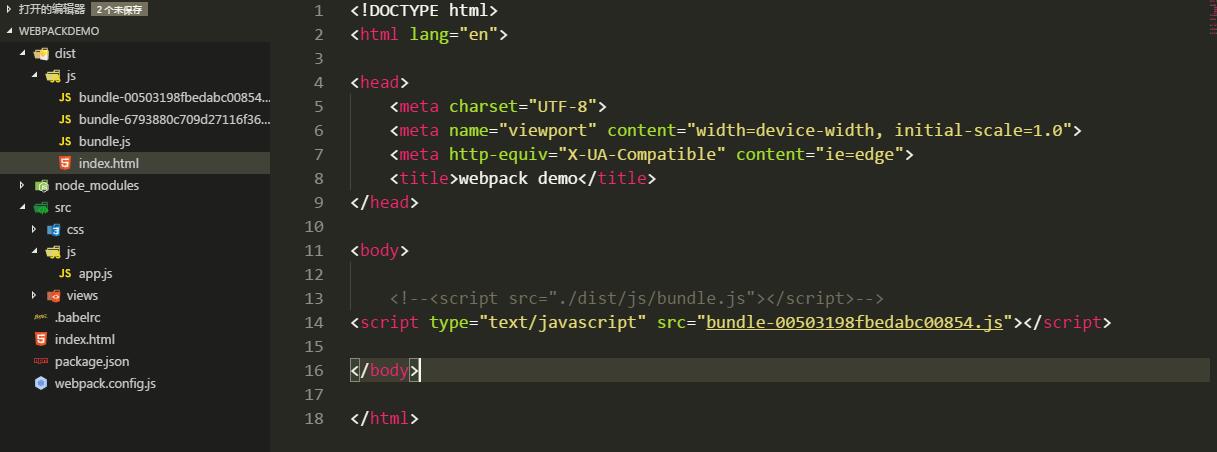 打开的编辑器 2 个未保存
WEBPACKDEMO
dist
js
bundle-00503198fbedabc00854...
bundle-6793880c709d27116f36...
bundle.js
index.html
node_modules
src
css
js
app.js
views
.babelrc
index.html
package.json
webpack.config.js
1 <!DOCTYPE html>
2 <html lang="en">
3
4 <head>
5 <meta charset="UTF-8">
6 <meta name="viewport" content="width=device-width, initial-scale=1.0">
7 <meta http-equiv="X-UA-Compatible" content="ie=edge">
8 <title>webpack demo</title>
9 </head>
10
11 <body>
12
13 <!--<script src="./dist/js/bundle.js"></script>-->
14 <script type="text/javascript" src="bundle-00503198fbedabc00854.js"></script>
15
16 </body>
17
18 </html>